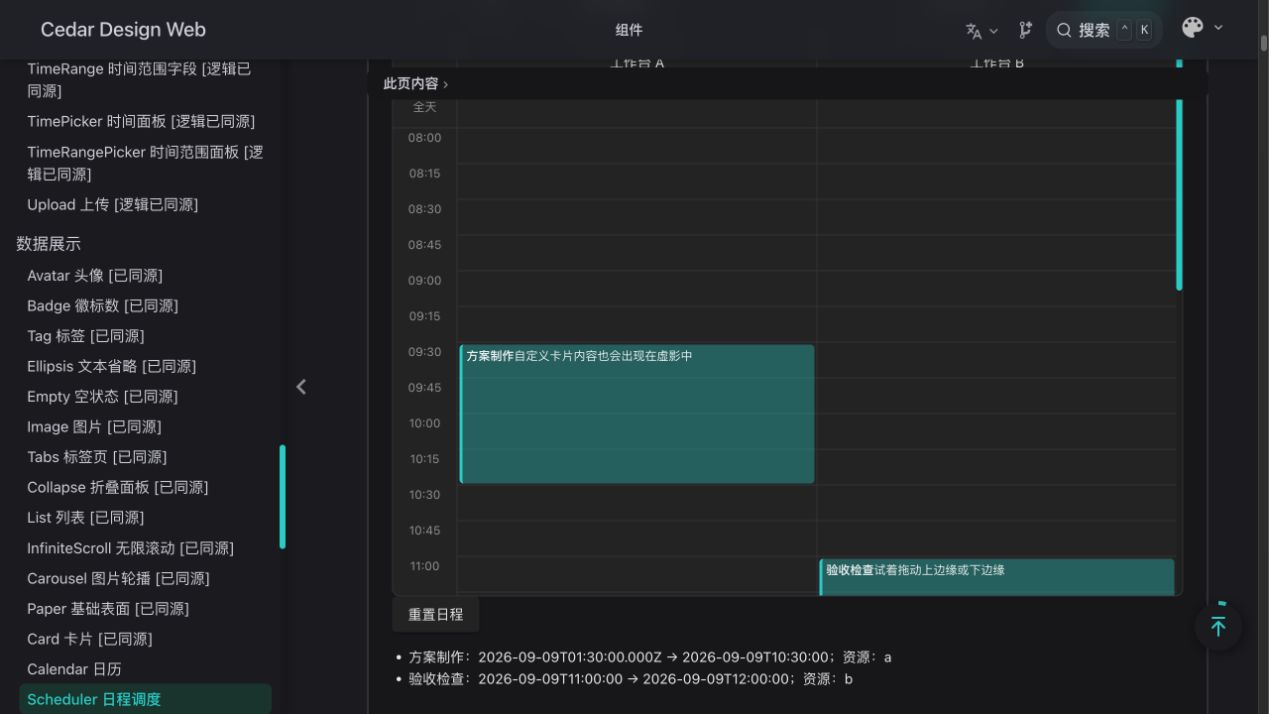 Cedar Design Web
组件
搜索 ^ K
TimeRange 时间范围字段 [逻辑已
同源]
TimePicker 时间面板 [逻辑已同源]
TimeRangePicker 时间范围面板 [逻
辑已同源]
Upload 上传 [逻辑已同源]
数据展示
Avatar 头像 [已同源]
Badge 徽标数 [已同源]
Tag 标签 [已同源]
Ellipsis 文本省略 [已同源]
Empty 空状态 [已同源]
Image 图片 [已同源]
Tabs 标签页 [已同源]
Collapse 折叠面板 [已同源]
List 列表 [已同源]
InfiniteScroll 无限滚动 [已同源]
Carousel 图片轮播 [已同源]
Paper 基础表面 [已同源]
Card 卡片 [已同源]
Calendar 日历
Scheduler 日程调度
工作台 A
工作台 B
此页内容 ›
全天
08:00
08:15
08:30
08:45
09:00
09:15
09:30
方案制作自定义卡片内容也会出现在虚影中
09:45
10:00
10:15
10:30
10:45
11:00
验收检查试着拖动上边缘或下边缘
重置日程
• 方案制作：2026-09-09T01:30:00.000Z → 2026-09-09T10:30:00；资源：a
• 验收检查：2026-09-09T11:00:00 → 2026-09-09T12:00:00；资源：b